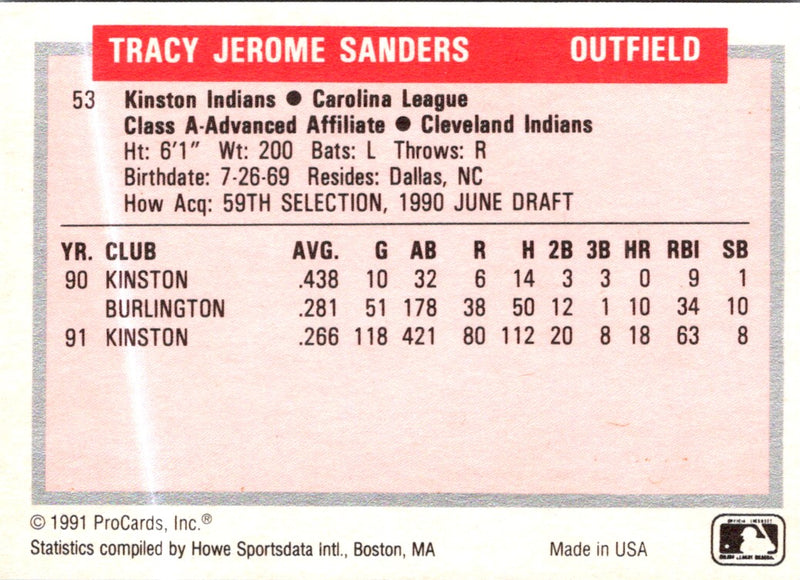 TRACY JEROME SANDERS OUTFIELD
53 Kinston Indians ● Carolina League
Class A-Advanced Affiliate ● Cleveland Indians
Ht: 6'1" Wt: 200 Bats: L Throws: R
Birthdate: 7-26-69 Resides: Dallas, NC
How Acq: 59TH SELECTION, 1990 JUNE DRAFT
YR. CLUB AVG. G AB R H 2B 3B HR RBI SB
90 KINSTON .438 10 32 6 14 3 3 0 9 1
BURLINGTON .281 51 178 38 50 12 1 10 34 10
91 KINSTON .266 118 421 80 112 20 8 18 63 8
© 1991 ProCards, Inc.®
Statistics compiled by Howe Sportsdata Intl., Boston, MA Made in USA